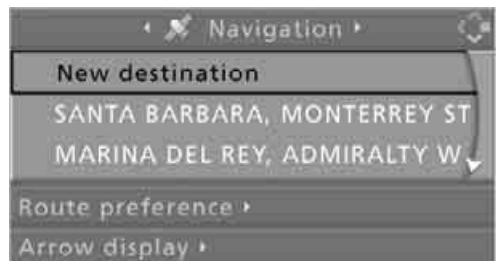 Navigation
New destination
SANTA BARBARA, MONTERREY ST
MARINA DEL REY, ADMIRALTY W
Route preference
Arrow display